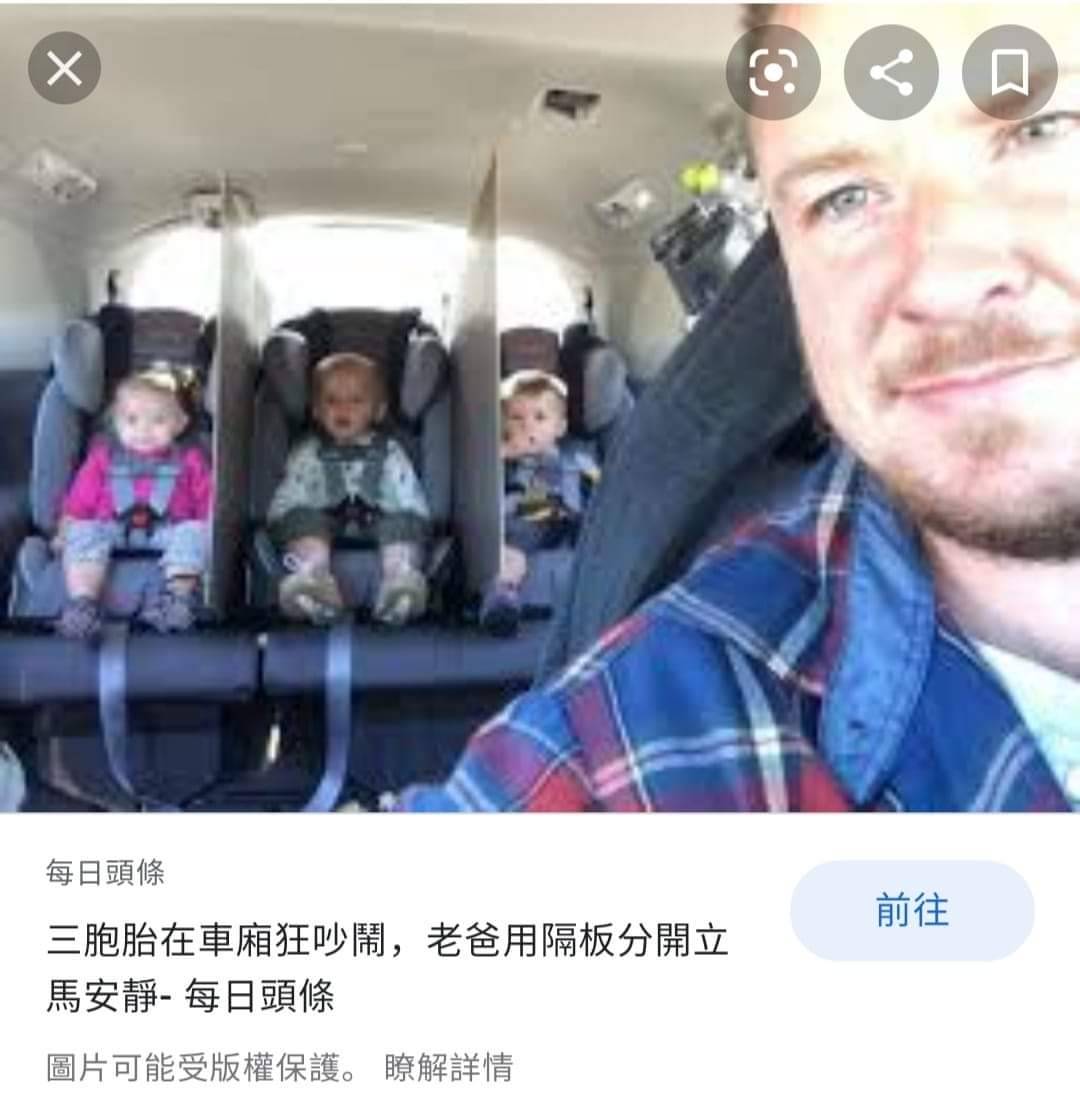 每日頭條
前往
三胞胎在車廂狂吵鬧，老爸用隔板分開立
馬安靜- 每日頭條
圖片可能受版權保護。 瞭解詳情